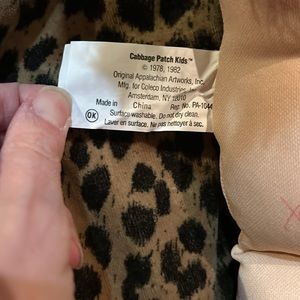 Cabbage Patch Kids™
© 1978, 1982
Original Appalachian Artworks, Inc.
Mfg. for Coleco Industries, Inc.
Amsterdam, NY 12010
Made in China Reg. No. PA-1044
Surface washable. Do not dry clean.
Laver en surface. Ne pas nettoyer à sec.
OK